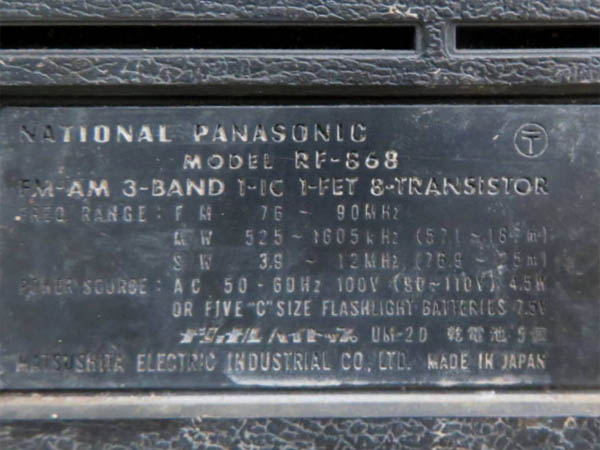 NATIONAL PANASONIC
Ⓣ
MODEL RF-868
FM-AM 3-BAND 1-IC 1-FET 8-TRANSISTOR
FREQ RANGE: FM 76 ~ 90MHz
MW 525 ~ 1605kHz (571 ~ 187m)
SW 3.9 ~ 12MHz (76.9 ~ 25m)
POWER SOURCE: AC, 50-60Hz 100V (80~110V) 4.5W
OR FIVE "C" SIZE FLASHLIGHT BATTERIES 7.5V
ナショナルハイトップ UM-2D 乾電池5個
MATSUSHITA ELECTRIC INDUSTRIAL CO., LTD. MADE IN JAPAN